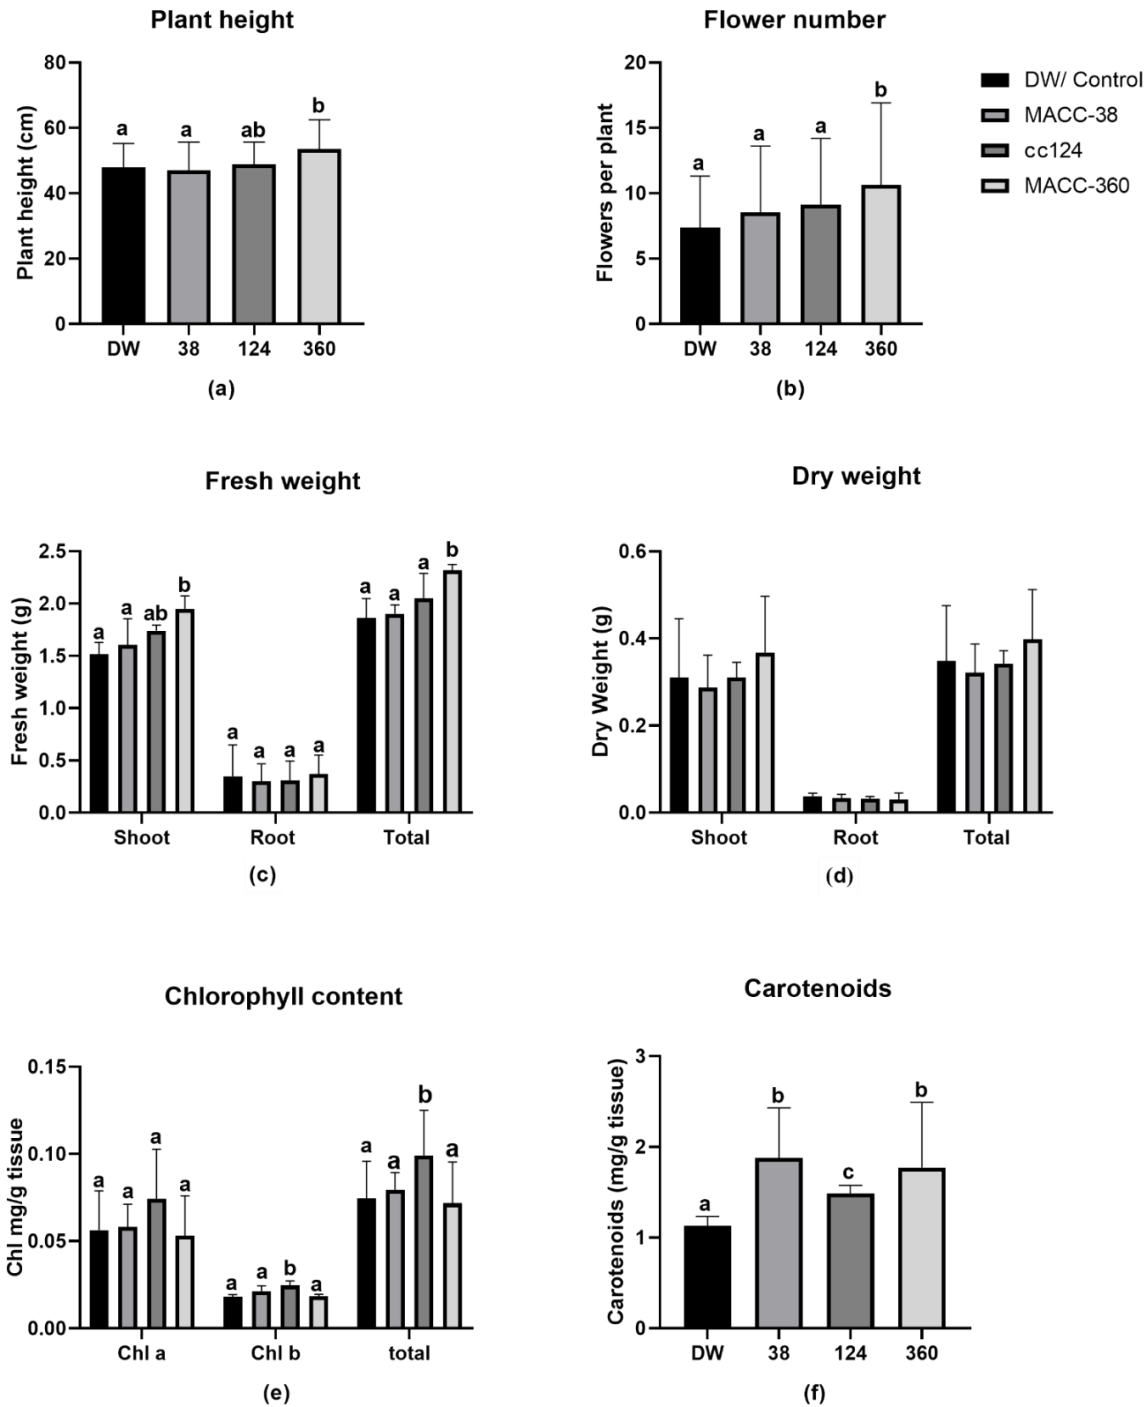 Plant height
Plant height (cm)
80
60
40
20
0
a
a
ab
b
DW 38 124 360
(a)
Flower number
Flowers per plant
20
15
10
5
0
a
a
a
b
DW 38 124 360
(b)
DW/ Control
MACC-38
cc124
MACC-360
Fresh weight
Fresh weight (g)
2.5
2.0
1.5
1.0
0.5
0.0
a a ab b
a a a a
a a a b
Shoot Root Total
(c)
Dry weight
Dry Weight (g)
0.6
0.4
0.2
0.0
Shoot Root Total
(d)
Chlorophyll content
Chl mg/g tissue
0.15
0.10
0.05
0.00
a a a a
a a b a
a a b a
Chl a Chl b total
(e)
Carotenoids
Carotenoids (mg/g tissue)
3
2
1
0
a
b
c
b
DW 38 124 360
(f)